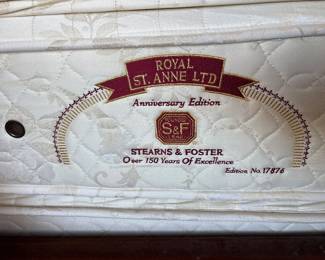 ROYAL
ST. ANNE LTD
Anniversary Edition
S&F
STEARNS & FOSTER
Over 150 Years Of Excellence
Edition No. 17876